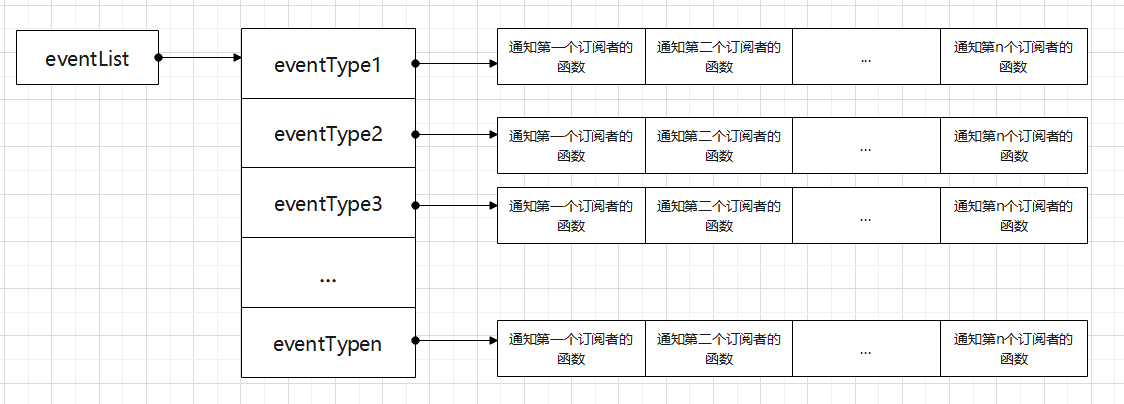 eventList
eventType1
通知第一个订阅者的
函数
通知第二个订阅者的
函数
...
通知第n个订阅者的
函数
eventType2
通知第一个订阅者的
函数
通知第二个订阅者的
函数
...
通知第n个订阅者的
函数
eventType3
通知第一个订阅者的
函数
通知第二个订阅者的
函数
...
通知第n个订阅者的
函数
...
eventTypen
通知第一个订阅者的
函数
通知第二个订阅者的
函数
...
通知第n个订阅者的
函数